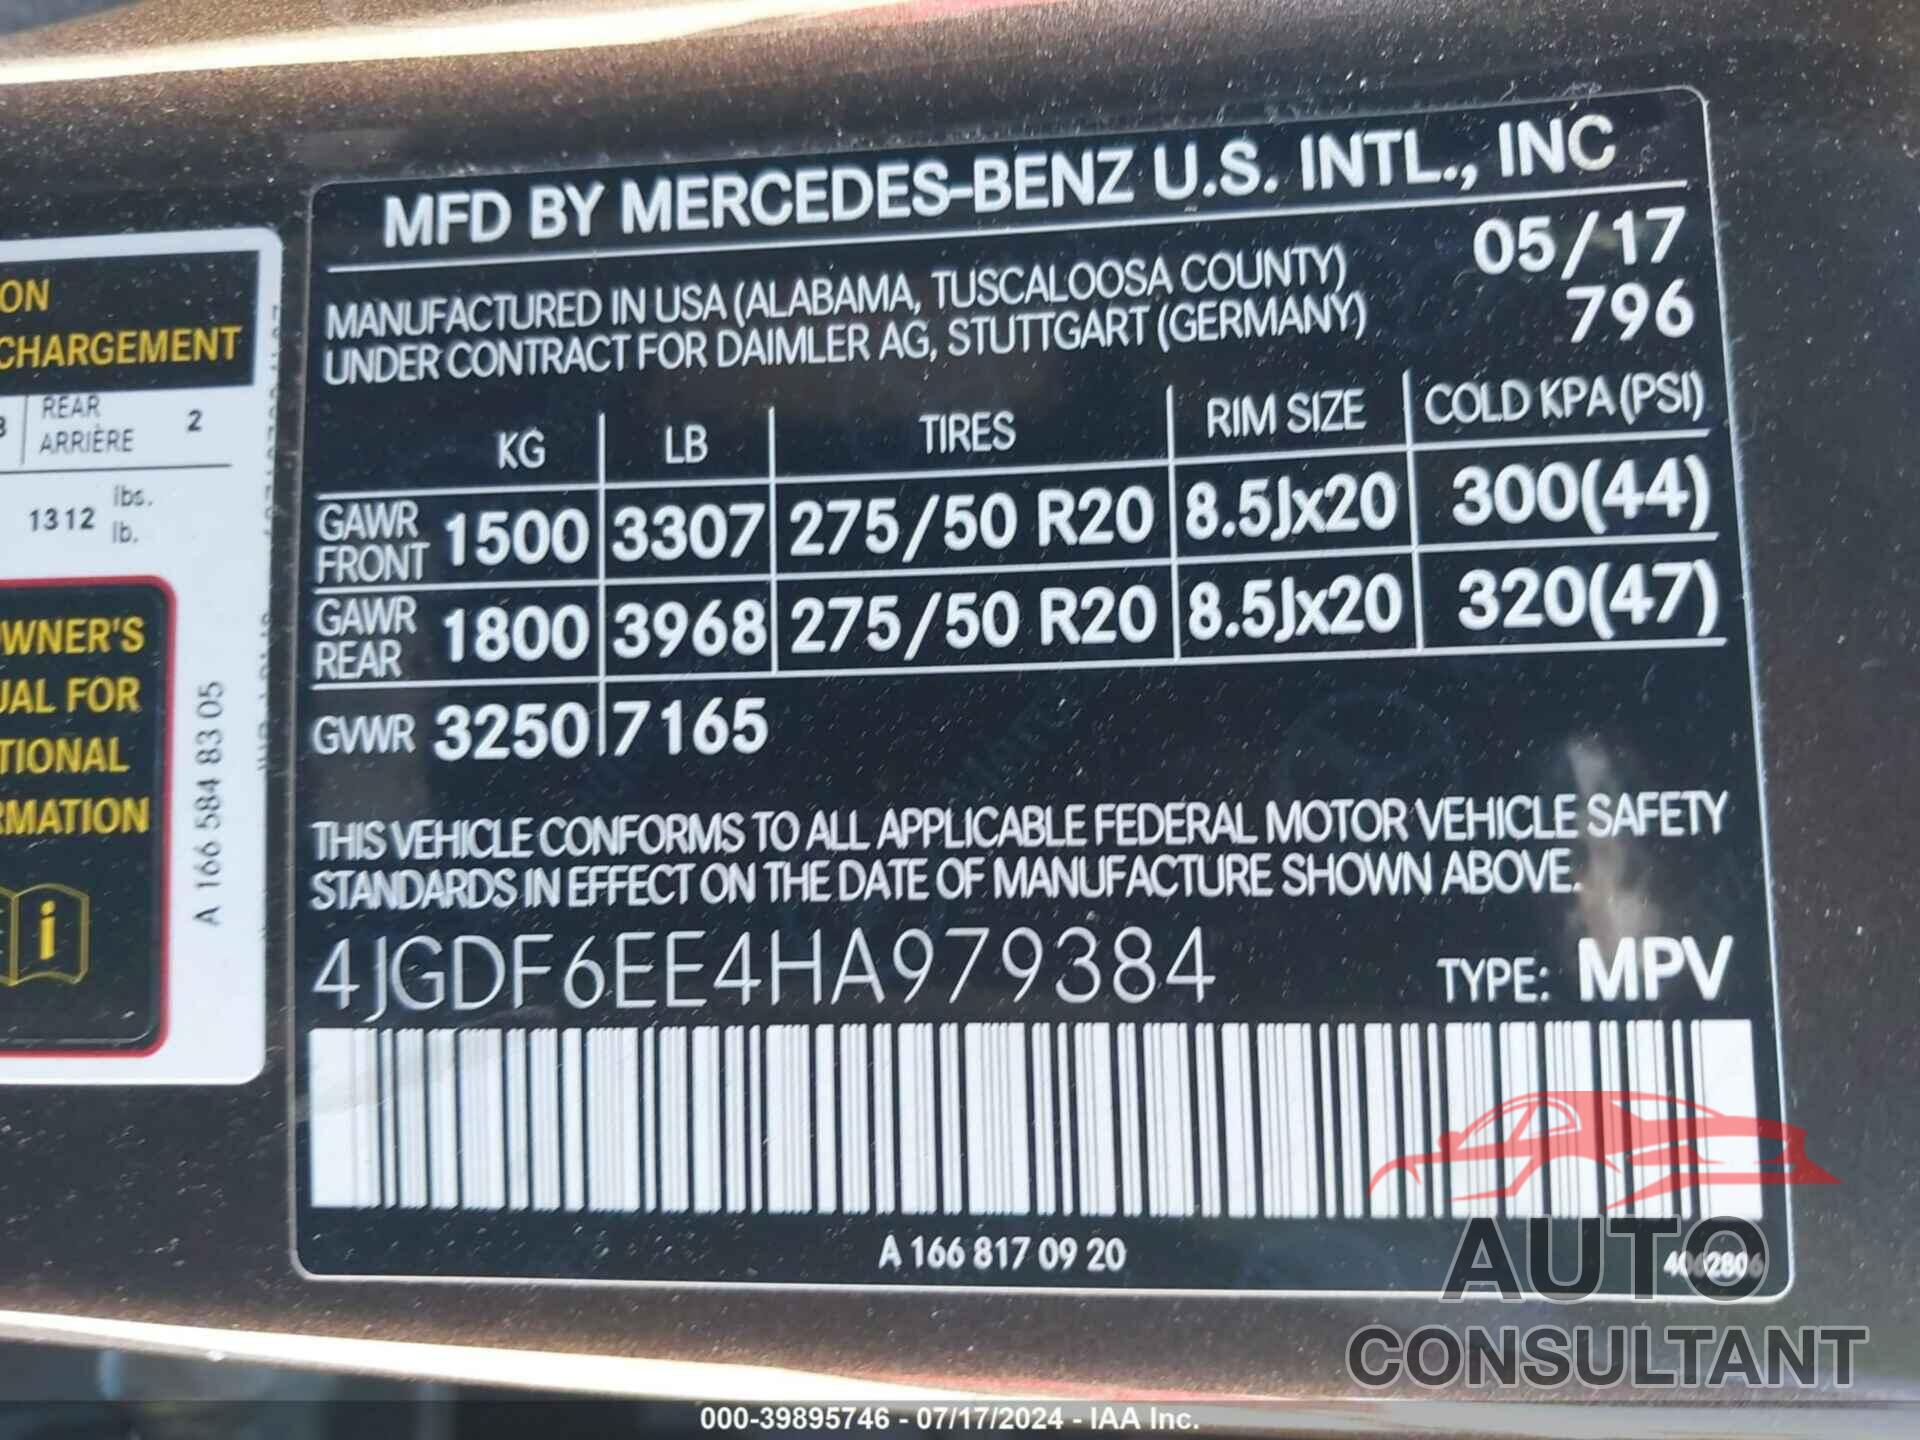 ON
CHARGEMENT
REAR
ARRIÈRE 2
1312 lbs.
lb.
OWNER'S
UAL FOR
TIONAL
RMATION
i
A 166 584 83 05
MFD BY MERCEDES-BENZ U.S. INTL., INC
05/17
MANUFACTURED IN USA (ALABAMA, TUSCALOOSA COUNTY)
UNDER CONTRACT FOR DAIMLER AG, STUTTGART (GERMANY)
796
KG LB TIRES RIM SIZE COLD KPA (PSI)
GAWR
FRONT 1500 3307 275/50 R20 8.5Jx20 300(44)
GAWR
REAR 1800 3968 275/50 R20 8.5Jx20 320(47)
GVWR 3250 7165
THIS VEHICLE CONFORMS TO ALL APPLICABLE FEDERAL MOTOR VEHICLE SAFETY
STANDARDS IN EFFECT ON THE DATE OF MANUFACTURE SHOWN ABOVE.
4JGDF6EE4HA979384 TYPE: MPV
A 166 817 09 20
4062806
AUTO
CONSULTANT
000-39895746 - 07/17/2024 - IAA Inc.